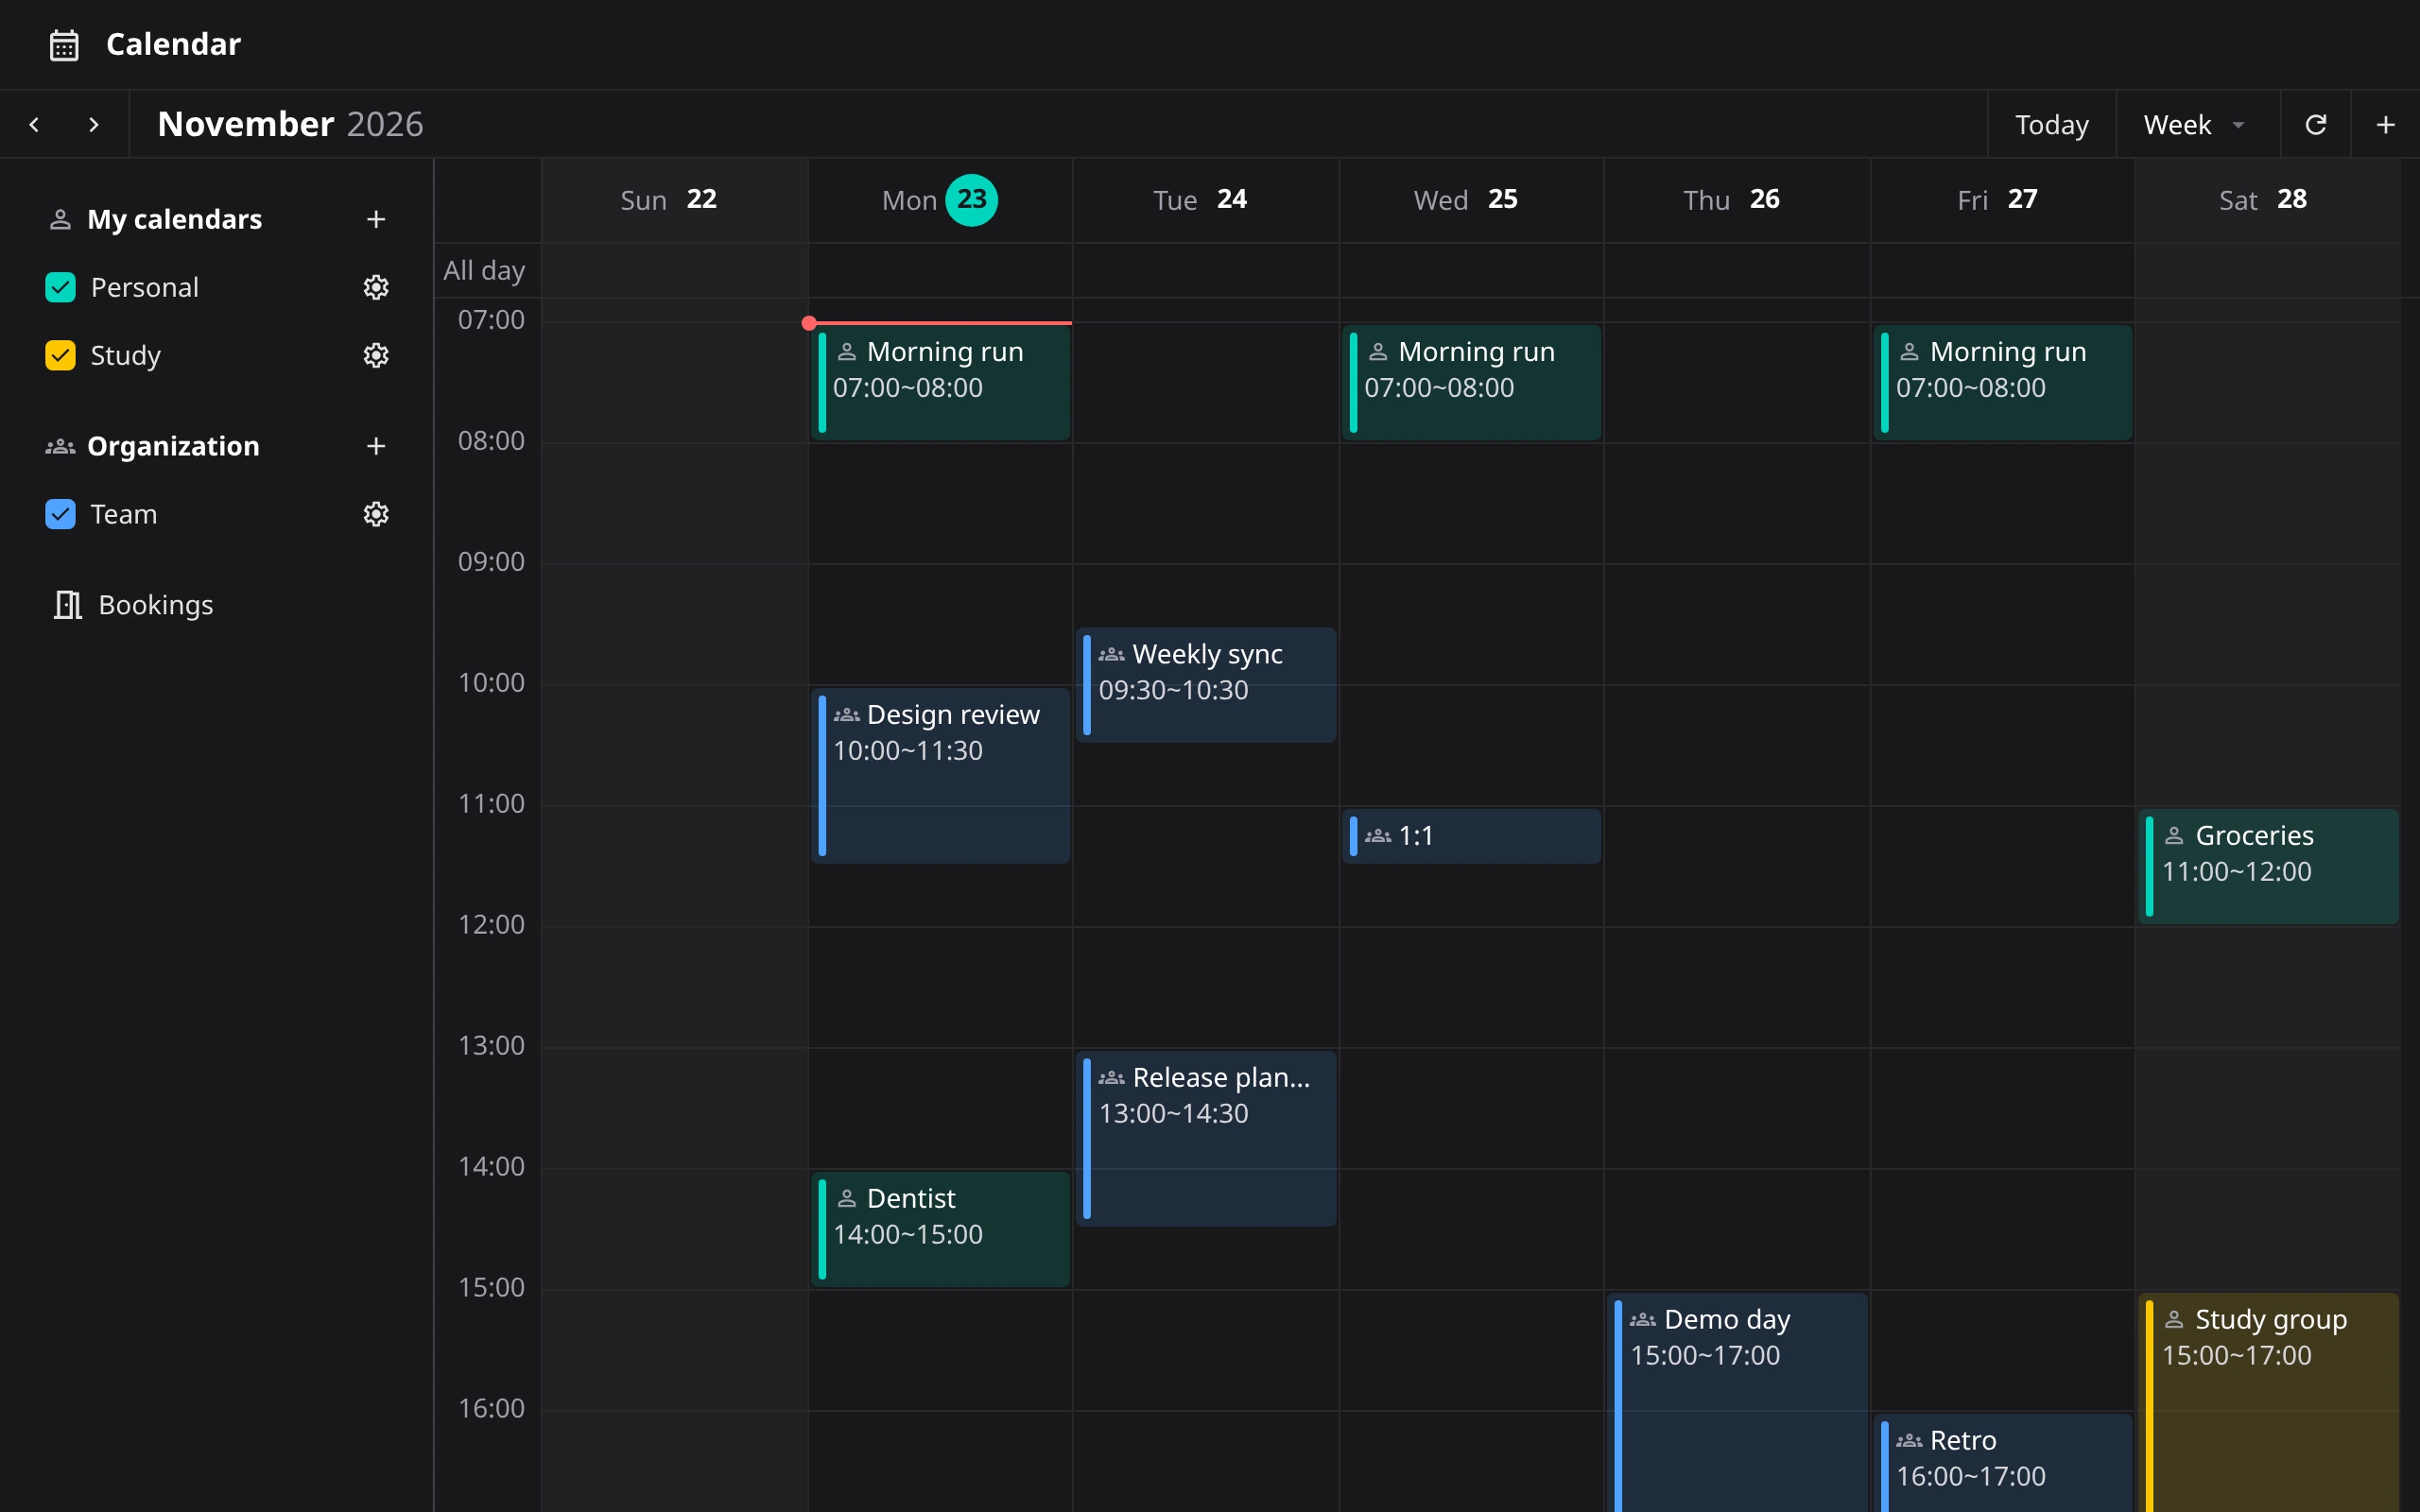 Calendar
November 2026
Today
Week
My calendars
Personal
Study
Organization
Team
Bookings
Sun 22
Mon 23
Tue 24
Wed 25
Thu 26
Fri 27
Sat 28
All day
07:00
08:00
09:00
10:00
11:00
12:00
13:00
14:00
15:00
16:00
Morning run
07:00~08:00
Design review
10:00~11:30
Dentist
14:00~15:00
Weekly sync
09:30~10:30
Release plan...
13:00~14:30
Morning run
07:00~08:00
1:1
Demo day
15:00~17:00
Morning run
07:00~08:00
Retro
16:00~17:00
Groceries
11:00~12:00
Study group
15:00~17:00